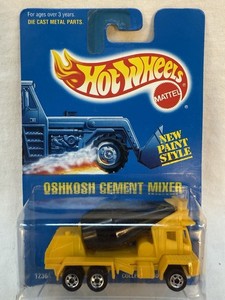 For ages over 3 years.
DIE CAST METAL PARTS.
Hot Wheels
MATTEL
NEW
PAINT
STYLE
OSHKOSH CEMENT MIXER